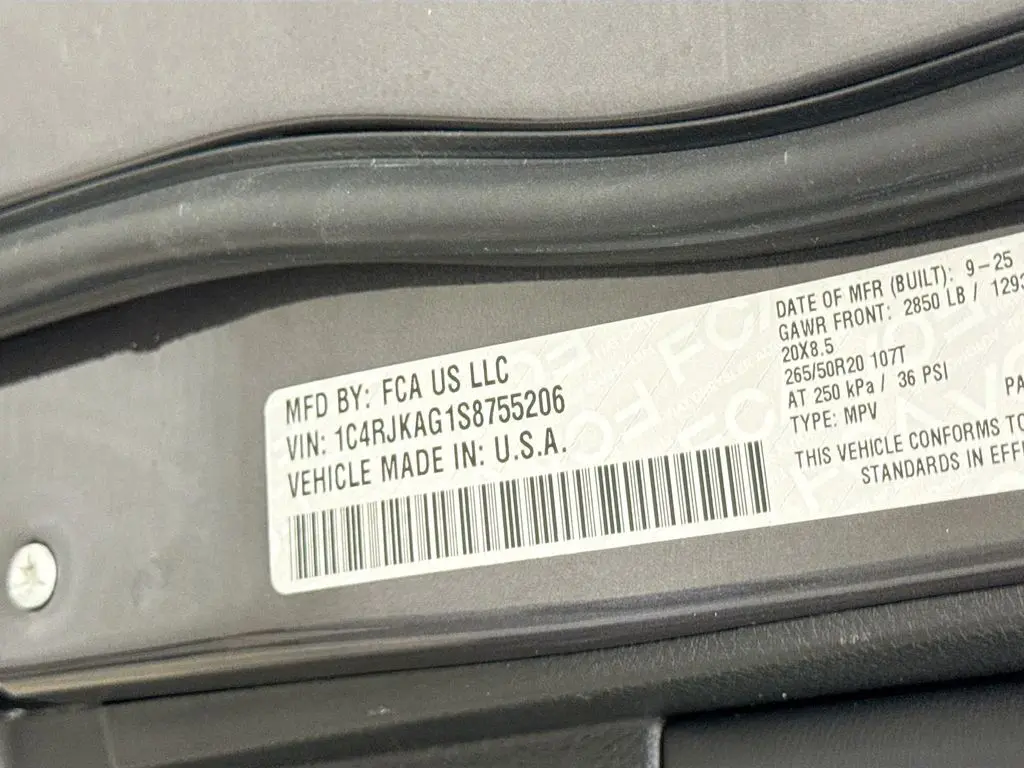 MFD BY: FCA US LLC
VIN: 1C4RJKAG1S8755206
VEHICLE MADE IN: U.S.A.
DATE OF MFR (BUILT): 9-25
GAWR FRONT: 2850 LB / 1293
20X8.5
265/50R20 107T
AT 250 kPa / 36 PSI
TYPE: MPV
PA
THIS VEHICLE CONFORMS TO
STANDARDS IN EFF